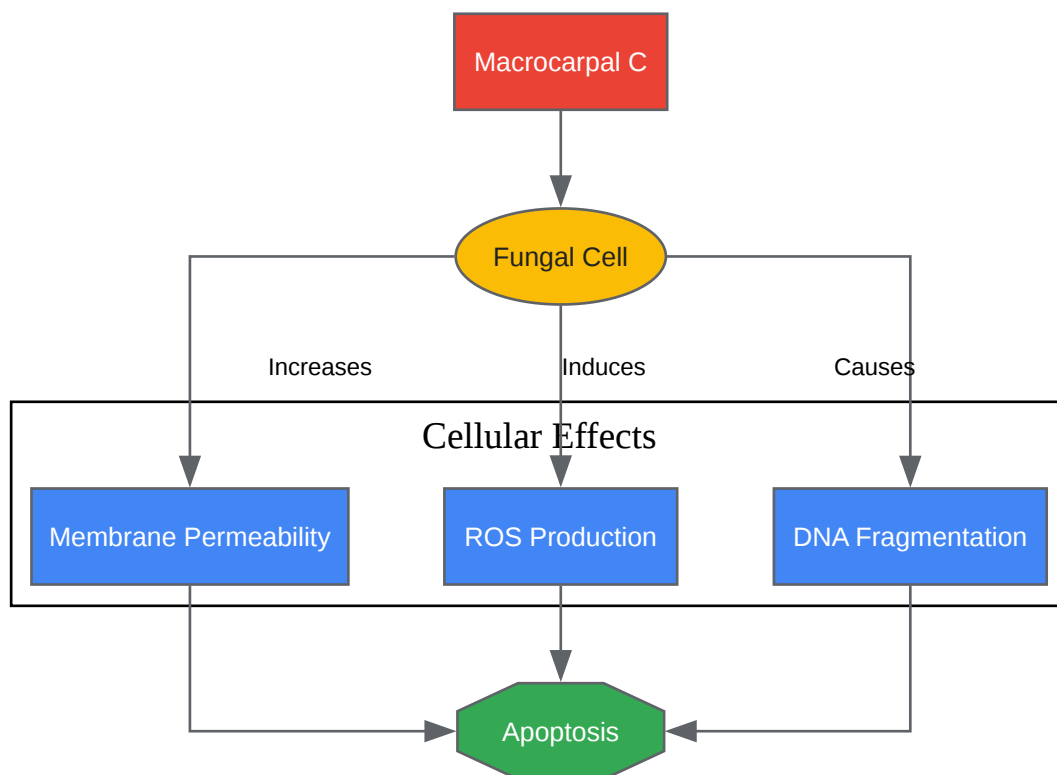 Macrocarpal C
Fungal Cell
Increases
Induces
Causes
Cellular Effects
Membrane Permeability
ROS Production
DNA Fragmentation
Apoptosis